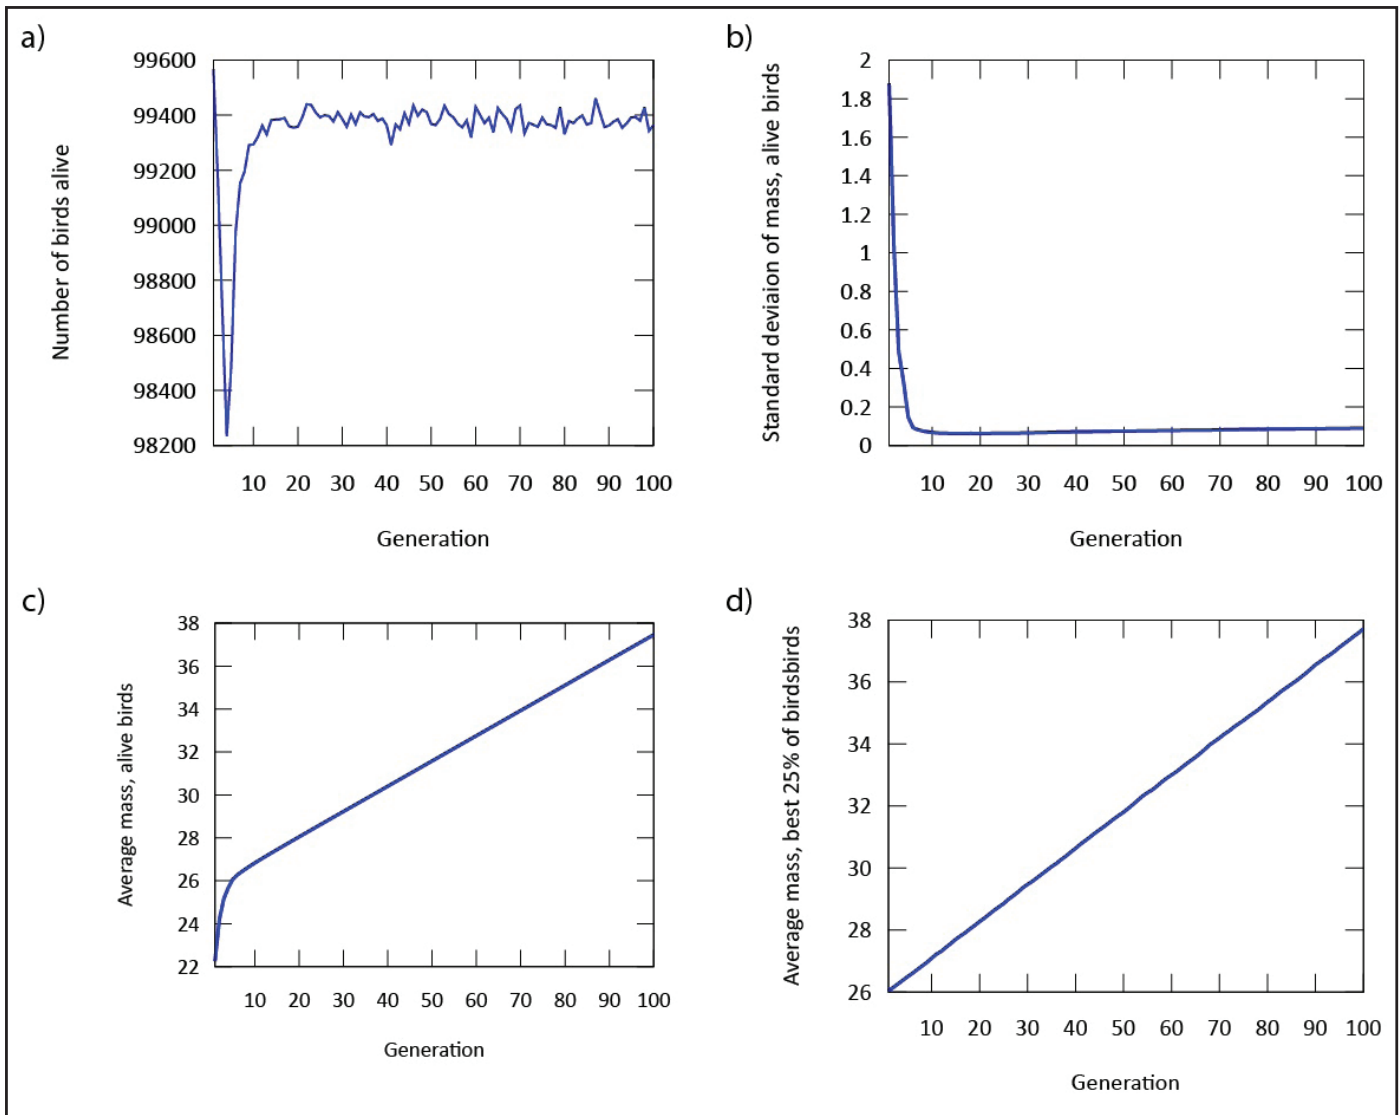 a)
Number of birds alive
99600
99400
99200
99000
98800
98600
98400
98200
10 20 30 40 50 60 70 80 90 100
Generation
b)
Standard deviaion of mass, alive birds
2
1.8
1.6
1.4
1.2
1
0.8
0.6
0.4
0.2
0
10 20 30 40 50 60 70 80 90 100
Generation
c)
Average mass, alive birds
38
36
34
32
30
28
26
24
22
10 20 30 40 50 60 70 80 90 100
Generation
d)
Average mass, best 25% of birdsbirds
38
36
34
32
30
28
26
10 20 30 40 50 60 70 80 90 100
Generation